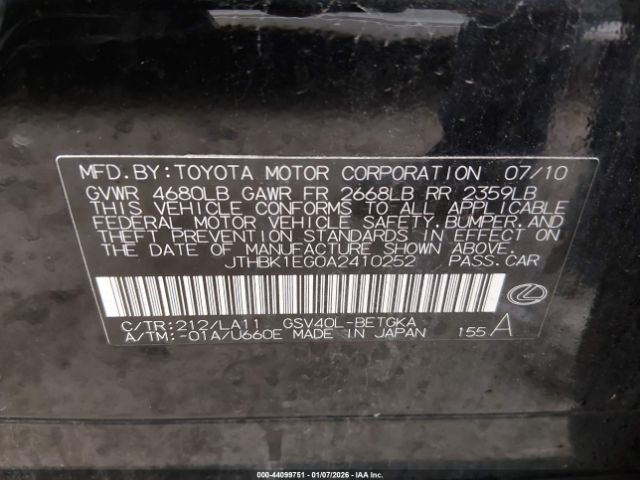 MFD.BY:TOYOTA MOTOR CORPORATION 07/10
GVWR 4680LB GAWR FR 2668LB RR 2359LB
THIS VEHICLE CONFORMS TO ALL APPLICABLE
FEDERAL MOTOR VEHICLE SAFETY, BUMPER, AND
THEFT PREVENTION STANDARDS IN EFFECT ON
THE DATE OF MANUFACTURE SHOWN ABOVE.
JTHBK1EG0A2410252 PASS.CAR
C/TR:212/LA11 GSV40L-BETGKA
A/TM:-01A/U660E MADE IN JAPAN 155 A
000-44099751 - 01/07/2026 - IAA Inc.